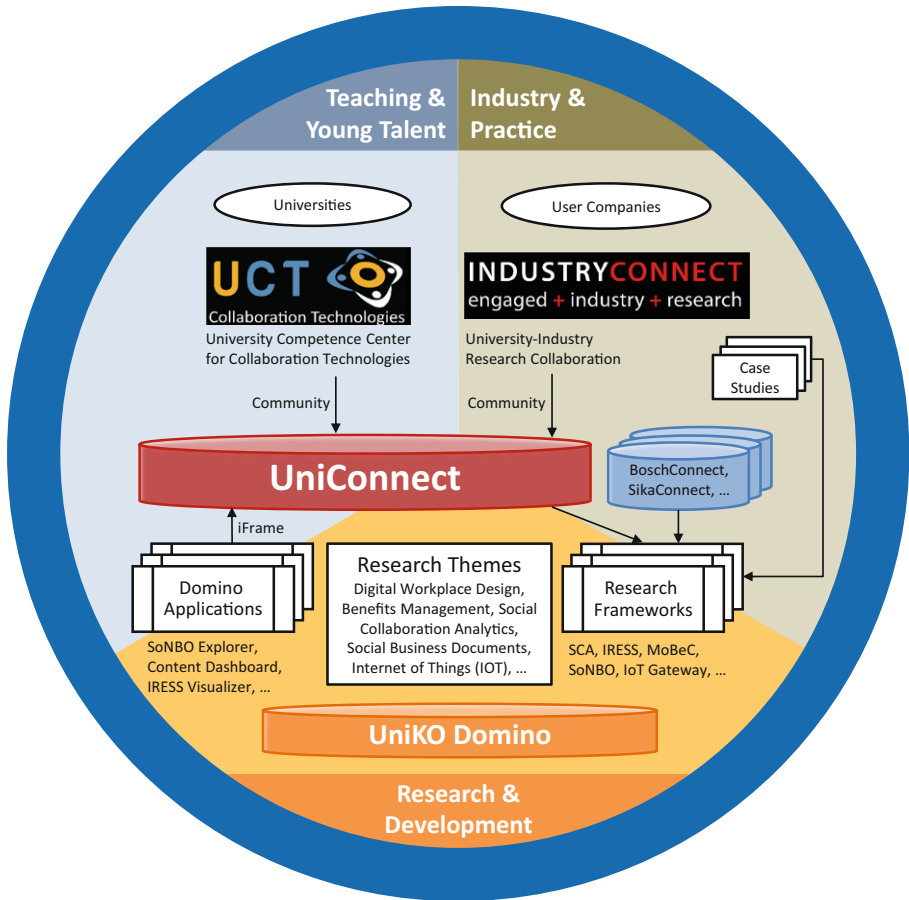 Teaching &
Young Talent
Industry &
Practice
Universities
User Companies
UCT
Collaboration Technologies
INDUSTRYCONNECT
engaged + industry + research
University Competence Center
for Collaboration Technologies
University-Industry
Research Collaboration
Case
Studies
Community
Community
UniConnect
BoschConnect,
SikaConnect, ...
iFrame
Domino
Applications
Research Themes
Digital Workplace Design,
Benefits Management, Social
Collaboration Analytics,
Social Business Documents,
Internet of Things (IOT), ...
Research
Frameworks
SoNBO Explorer,
Content Dashboard,
IRESS Visualizer, ...
SCA, IRESS, MoBeC,
SoNBO, IoT Gateway, ...
UniKO Domino
Research &
Development